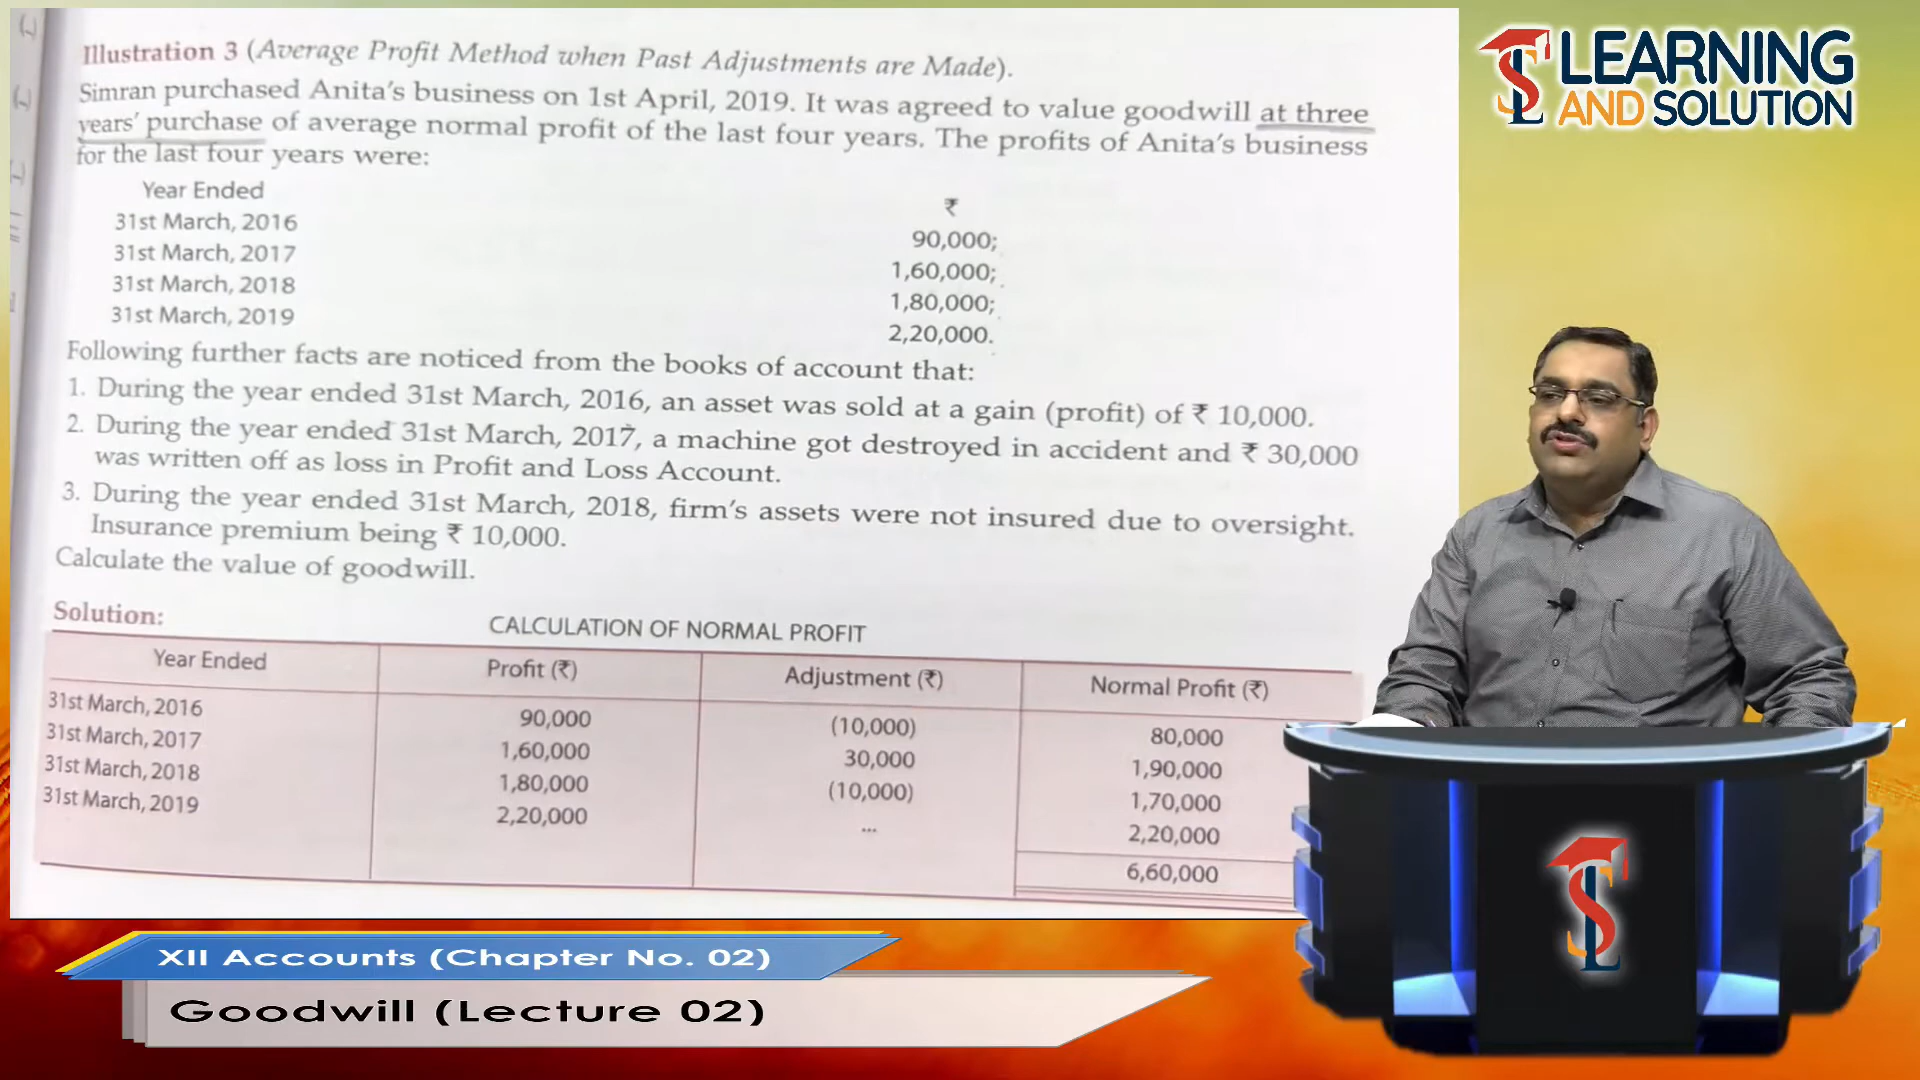 Illustration 3 (Average Profit Method when Past Adjustments are Made).
Simran purchased Anita's business on 1st April, 2019. It was agreed to value goodwill at three
years' purchase of average normal profit of the last four years. The profits of Anita's business
for the last four years were:
Year Ended ₹
31st March, 2016 90,000;
31st March, 2017 1,60,000;
31st March, 2018 1,80,000;
31st March, 2019 2,20,000.
Following further facts are noticed from the books of account that:
1. During the year ended 31st March, 2016, an asset was sold at a gain (profit) of ₹ 10,000.
2. During the year ended 31st March, 2017, a machine got destroyed in accident and ₹ 30,000
was written off as loss in Profit and Loss Account.
3. During the year ended 31st March, 2018, firm's assets were not insured due to oversight.
Insurance premium being ₹ 10,000.
Calculate the value of goodwill.
Solution:
CALCULATION OF NORMAL PROFIT
Year Ended Profit (₹) Adjustment (₹) Normal Profit (₹)
31st March, 2016 90,000 (10,000) 80,000
31st March, 2017 1,60,000 30,000 1,90,000
31st March, 2018 1,80,000 (10,000) 1,70,000
31st March, 2019 2,20,000 ... 2,20,000
6,60,000
LEARNING
AND SOLUTION
XII Accounts (Chapter No. 02)
Goodwill (Lecture 02)